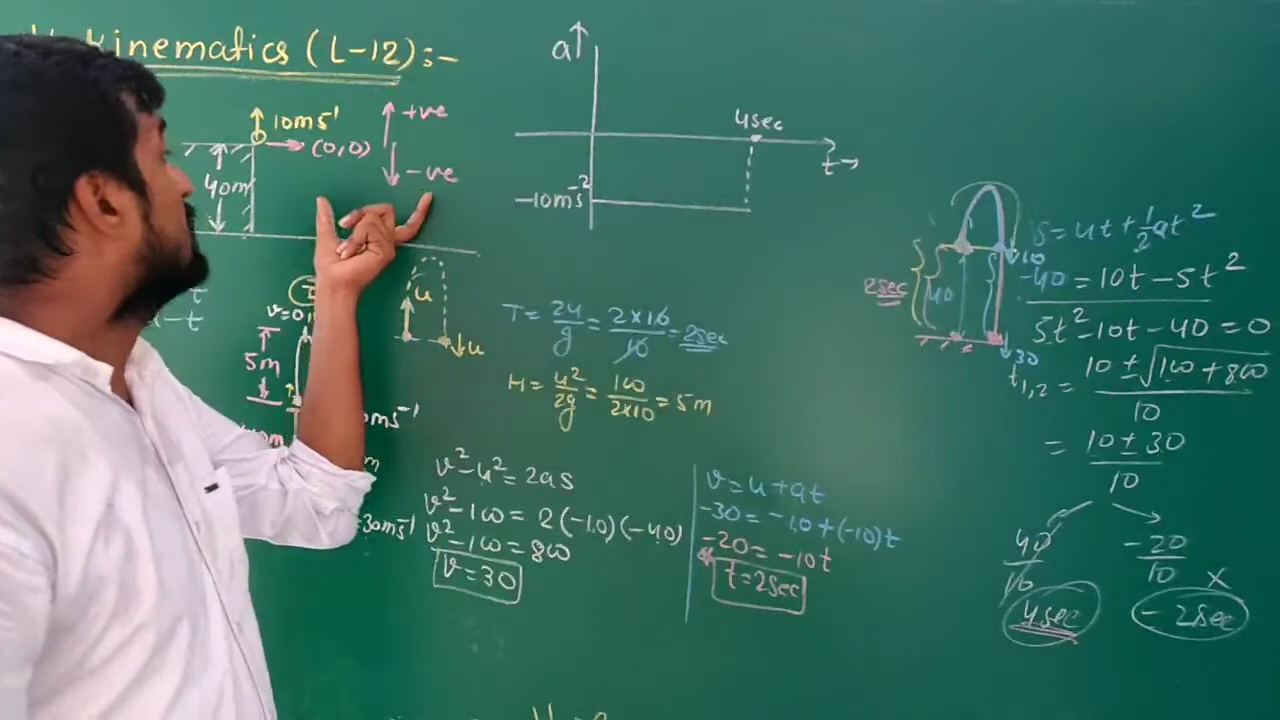 Kinematics (L-12):-
10ms⁻¹
(0,0)
+ve
-ve
40m
a↑
4sec
t→
-10ms⁻²
u
u
v=0
5m
T = 2u/g = 2×10/10 = 2sec
H = u²/2g = 100/2×10 = 5m
v²-u² = 2as
v²-100 = 2(-10)(-40)
v²-100 = 800
v=30
=30ms⁻¹
v=u+at
-30 = -10+(-10)t
-20 = -10t
t=2sec
2sec
40
10
30
s = ut+½at²
-40 = 10t-5t²
5t²-10t-40=0
t₁,₂ = 10±√100+800/10
= 10±30/10
40/10
-20/10
4sec
x
-2sec